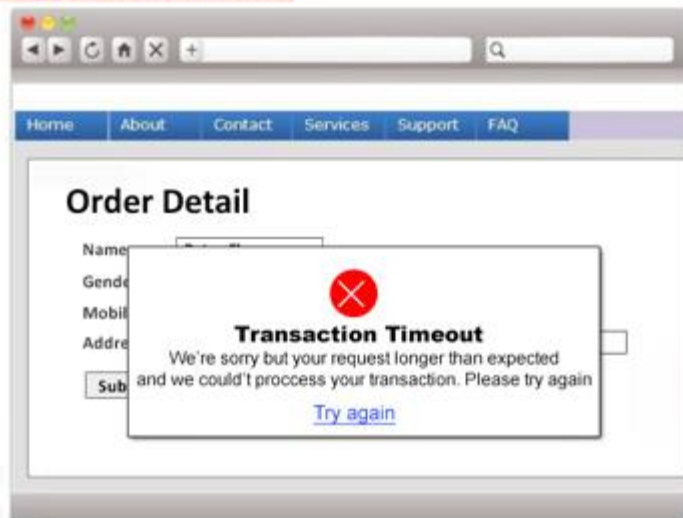 Home About Contact Services Support FAQ
Order Detail
Name
Gende
Mobil
Addre
Sub
Transaction Timeout
We're sorry but your request longer than expected
and we could't proccess your transaction. Please try again
Try again